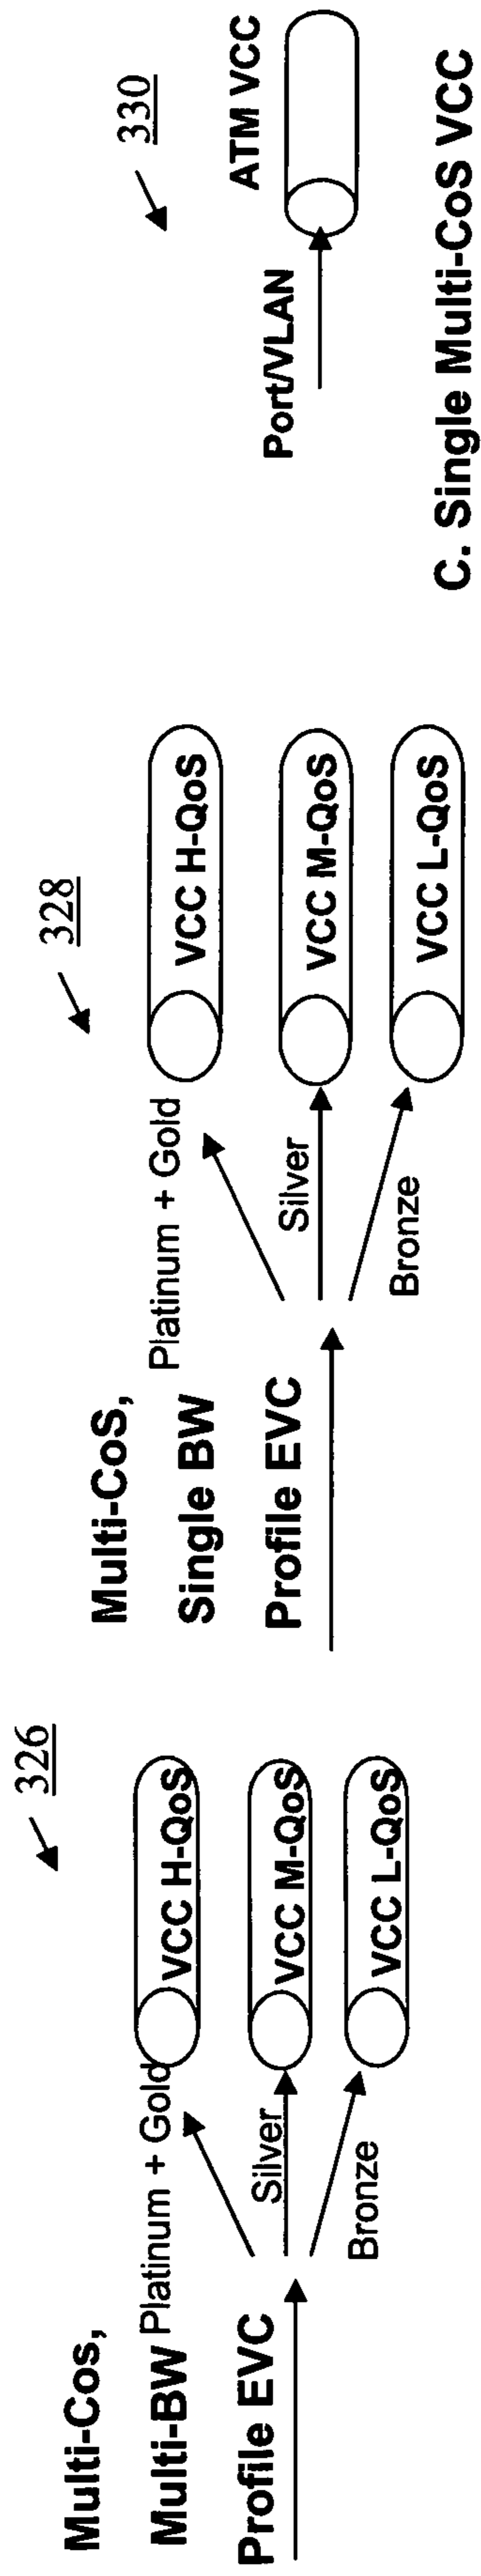 326
Multi-Cos,
Multi-BW
Profile EVC
Platinum + Gold
Silver
Bronze
VCC H-QoS
VCC M-QoS
VCC L-QoS
328
Multi-CoS,
Single BW
Profile EVC
Platinum + Gold
Silver
Bronze
VCC H-QoS
VCC M-QoS
VCC L-QoS
330
ATM VCC
Port/VLAN
C. Single Multi-CoS VCC